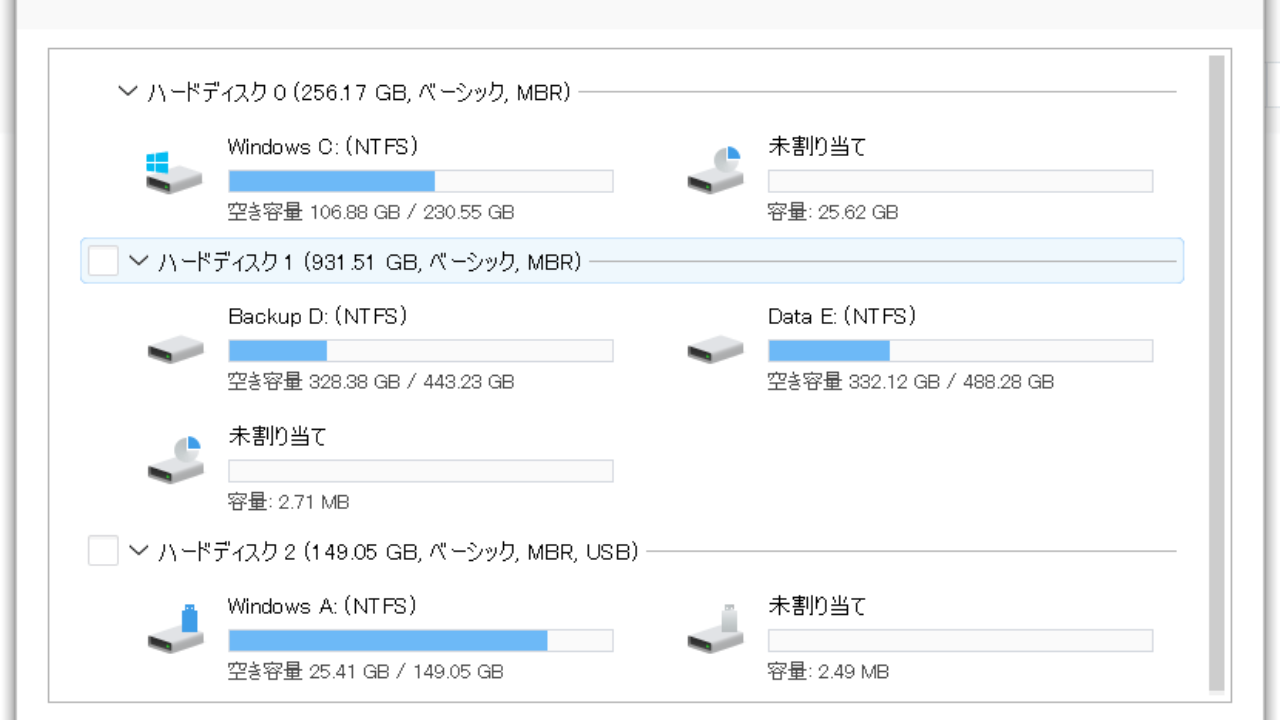 ハードディスク 0 (256.17 GB, ベーシック, MBR)
Windows C: (NTFS)
空き容量 106.88 GB / 230.55 GB
未割り当て
容量: 25.62 GB
ハードディスク 1 (931.51 GB, ベーシック, MBR)
Backup D: (NTFS)
空き容量 328.38 GB / 443.23 GB
Data E: (NTFS)
空き容量 332.12 GB / 488.28 GB
未割り当て
容量: 2.71 MB
ハードディスク 2 (149.05 GB, ベーシック, MBR, USB)
Windows A: (NTFS)
空き容量 25.41 GB / 149.05 GB
未割り当て
容量: 2.49 MB